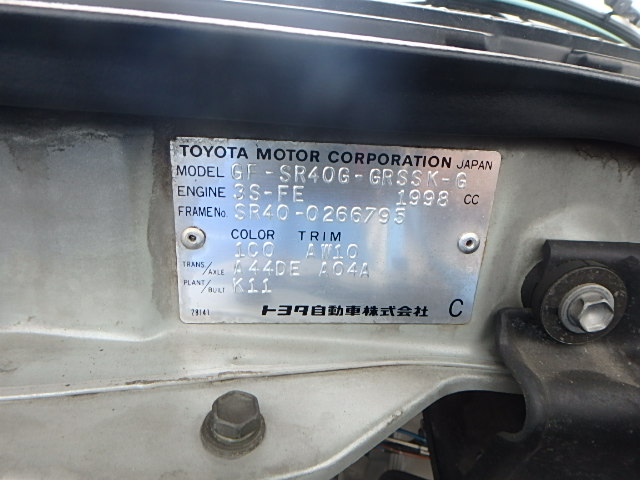 TOYOTA MOTOR CORPORATION JAPAN
MODEL GF-SR40G-GRSSK-G
ENGINE 3S-FE 1998 CC
FRAME No. SR40-0266795
COLOR TRIM
1C0 AW10
TRANS/AXLE A44DE A04A
PLANT/BUILT K11
78141 トヨタ自動車株式会社 C